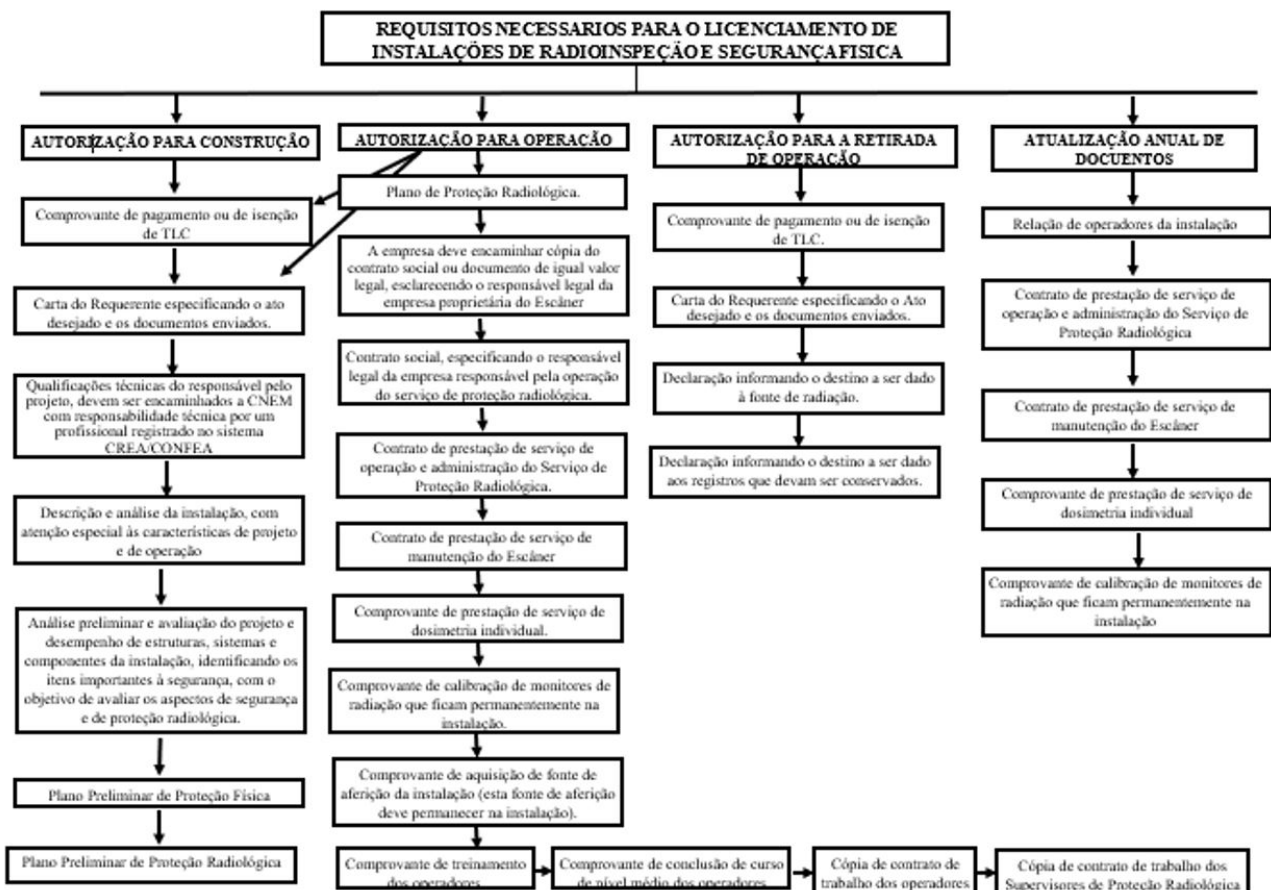 REQUISITOS NECESSARIOS PARA O LICENCIAMENTO DE
INSTALAÇÕES DE RADIOINSPEÇÃO E SEGURANÇA FISICA
AUTORIZAÇÃO PARA CONSTRUÇÃO
Comprovante de pagamento ou de isenção
de TLC
Carta do Requerente especificando o ato
desejado e os documentos enviados.
Qualificações técnicas do responsável pelo
projeto, devem ser encaminhados a CNEM
com responsabilidade técnica por um
profissional registrado no sistema
CREA/CONFEA
Descrição e análise da instalação, com
atenção especial às características de projeto
e de operação
Análise preliminar e avaliação do projeto e
desempenho de estruturas, sistemas e
componentes da instalação, identificando os
itens importantes à segurança, com o
objetivo de avaliar os aspectos de segurança
e de proteção radiológica.
Plano Preliminar de Proteção Física
Plano Preliminar de Proteção Radiológica
AUTORIZAÇÃO PARA OPERAÇÃO
Plano de Proteção Radiológica.
A empresa deve encaminhar cópia do
contrato social ou documento de igual valor
legal, esclarecendo o responsável legal da
empresa proprietária do Escâner
Contrato social, especificando o responsável
legal da empresa responsável pela operação
do serviço de proteção radiológica.
Contrato de prestação de serviço de
operação e administração do Serviço de
Proteção Radiológica.
Contrato de prestação de serviço de
manutenção do Escâner
Comprovante de prestação de serviço de
dosimetria individual.
Comprovante de calibração de monitores de
radiação que ficam permanentemente na
instalação.
Comprovante de aquisição de fonte de
aferição da instalação (esta fonte de aferição
deve permanecer na instalação).
Comprovante de treinamento
dos operadores
Comprovante de conclusão de curso
de nível médio dos operadores
Cópia de contrato de
trabalho dos operadores
Cópia de contrato de trabalho dos
Supervisores de Proteção Radiológica
AUTORIZAÇÃO PARA A RETIRADA
DE OPERAÇÃO
Comprovante de pagamento ou de isenção
de TLC.
Carta do Requerente especificando o Ato
desejado e os documentos enviados.
Declaração informando o destino a ser dado
à fonte de radiação.
Declaração informando o destino a ser dado
aos registros que devam ser conservados.
ATUALIZAÇÃO ANUAL DE
DOCUENTOS
Relação de operadores da instalação
Contrato de prestação de serviço de
operação e administração do Serviço de
Proteção Radiológica
Contrato de prestação de serviço de
manutenção do Escâner
Comprovante de prestação de serviço de
dosimetria individual
Comprovante de calibração de monitores de
radiação que ficam permanentemente na
instalação